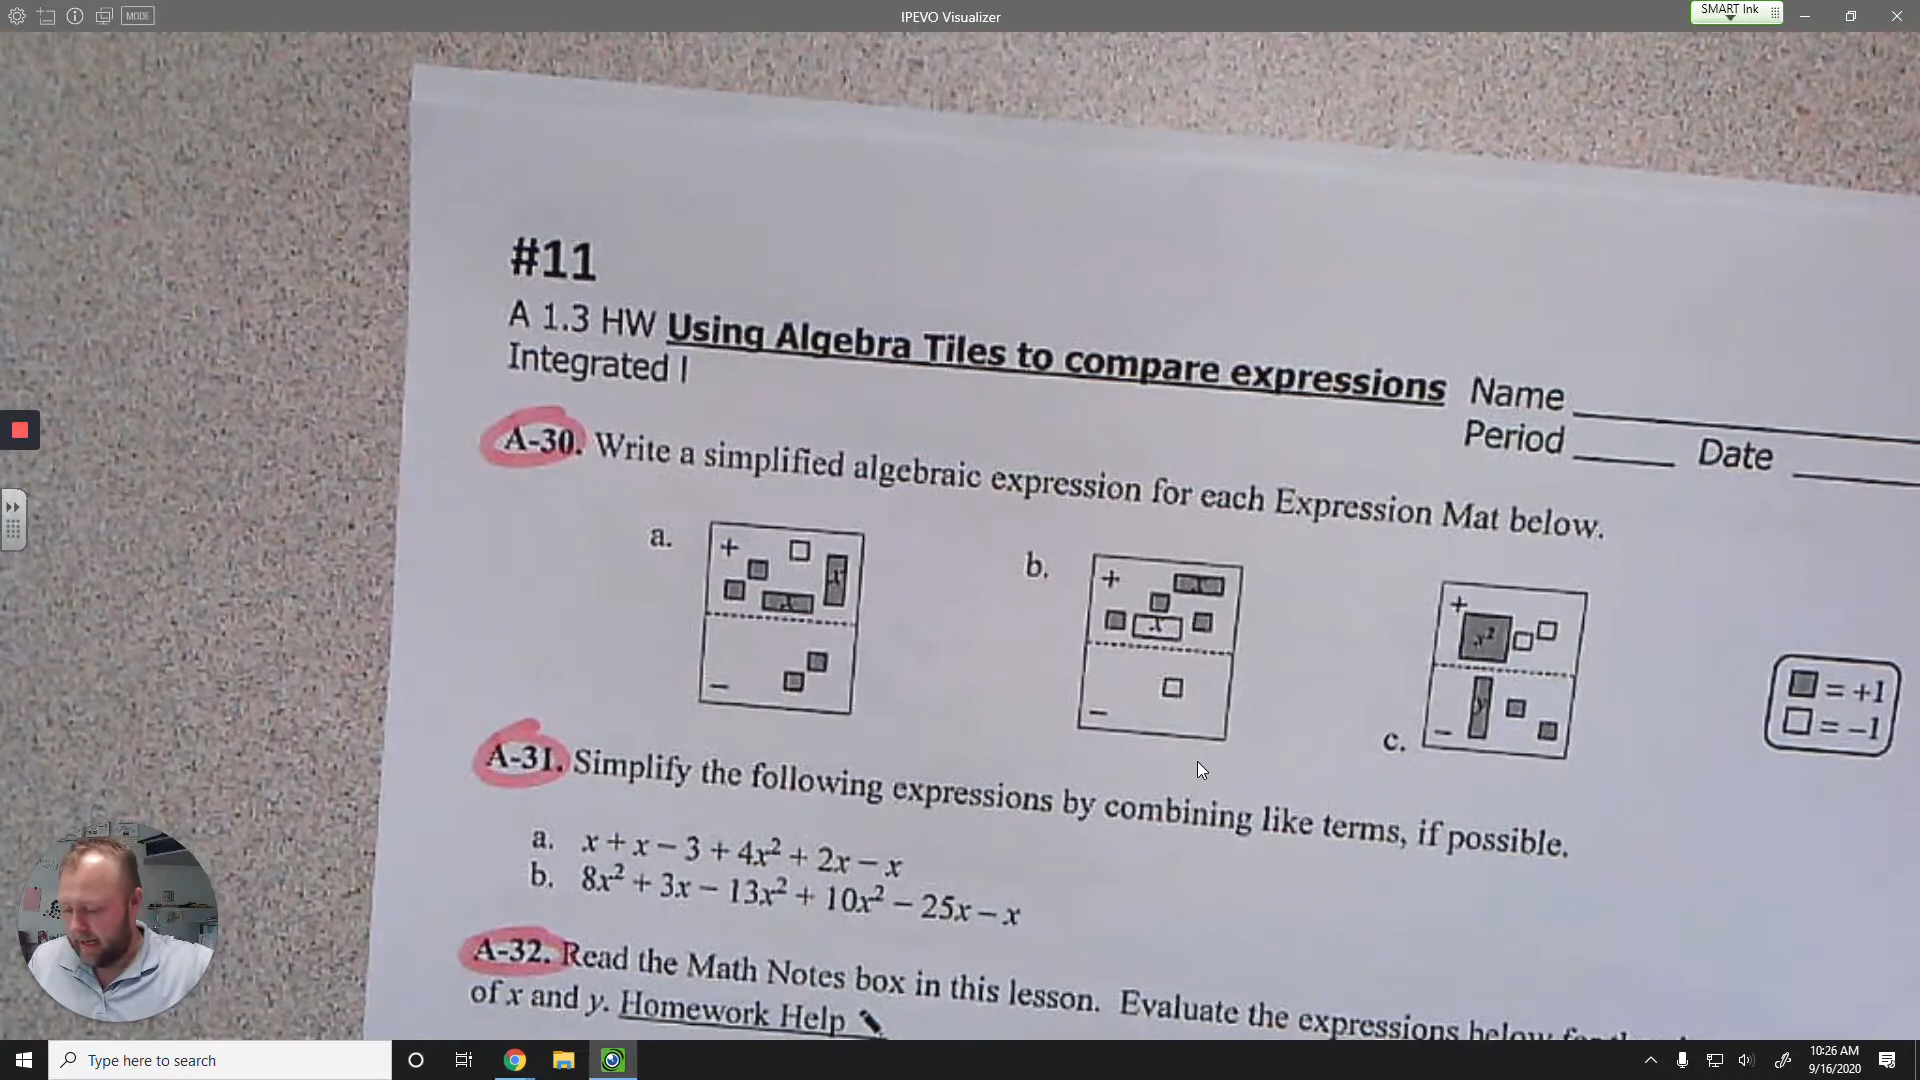 MODE
IPEVO Visualizer
SMART Ink
#11
A 1.3 HW Using Algebra Tiles to compare expressions
Integrated I
Name
Period Date
A-30. Write a simplified algebraic expression for each Expression Mat below.
a.
+
x
x
−
b.
+
x
−
c.
+
x²
y
−
= +1
= −1
A-31. Simplify the following expressions by combining like terms, if possible.
a. x + x − 3 + 4x² + 2x − x
b. 8x² + 3x − 13x² + 10x² − 25x − x
A-32. Read the Math Notes box in this lesson. Evaluate the expressions below for the
of x and y. Homework Help
Type here to search
10:26 AM
9/16/2020